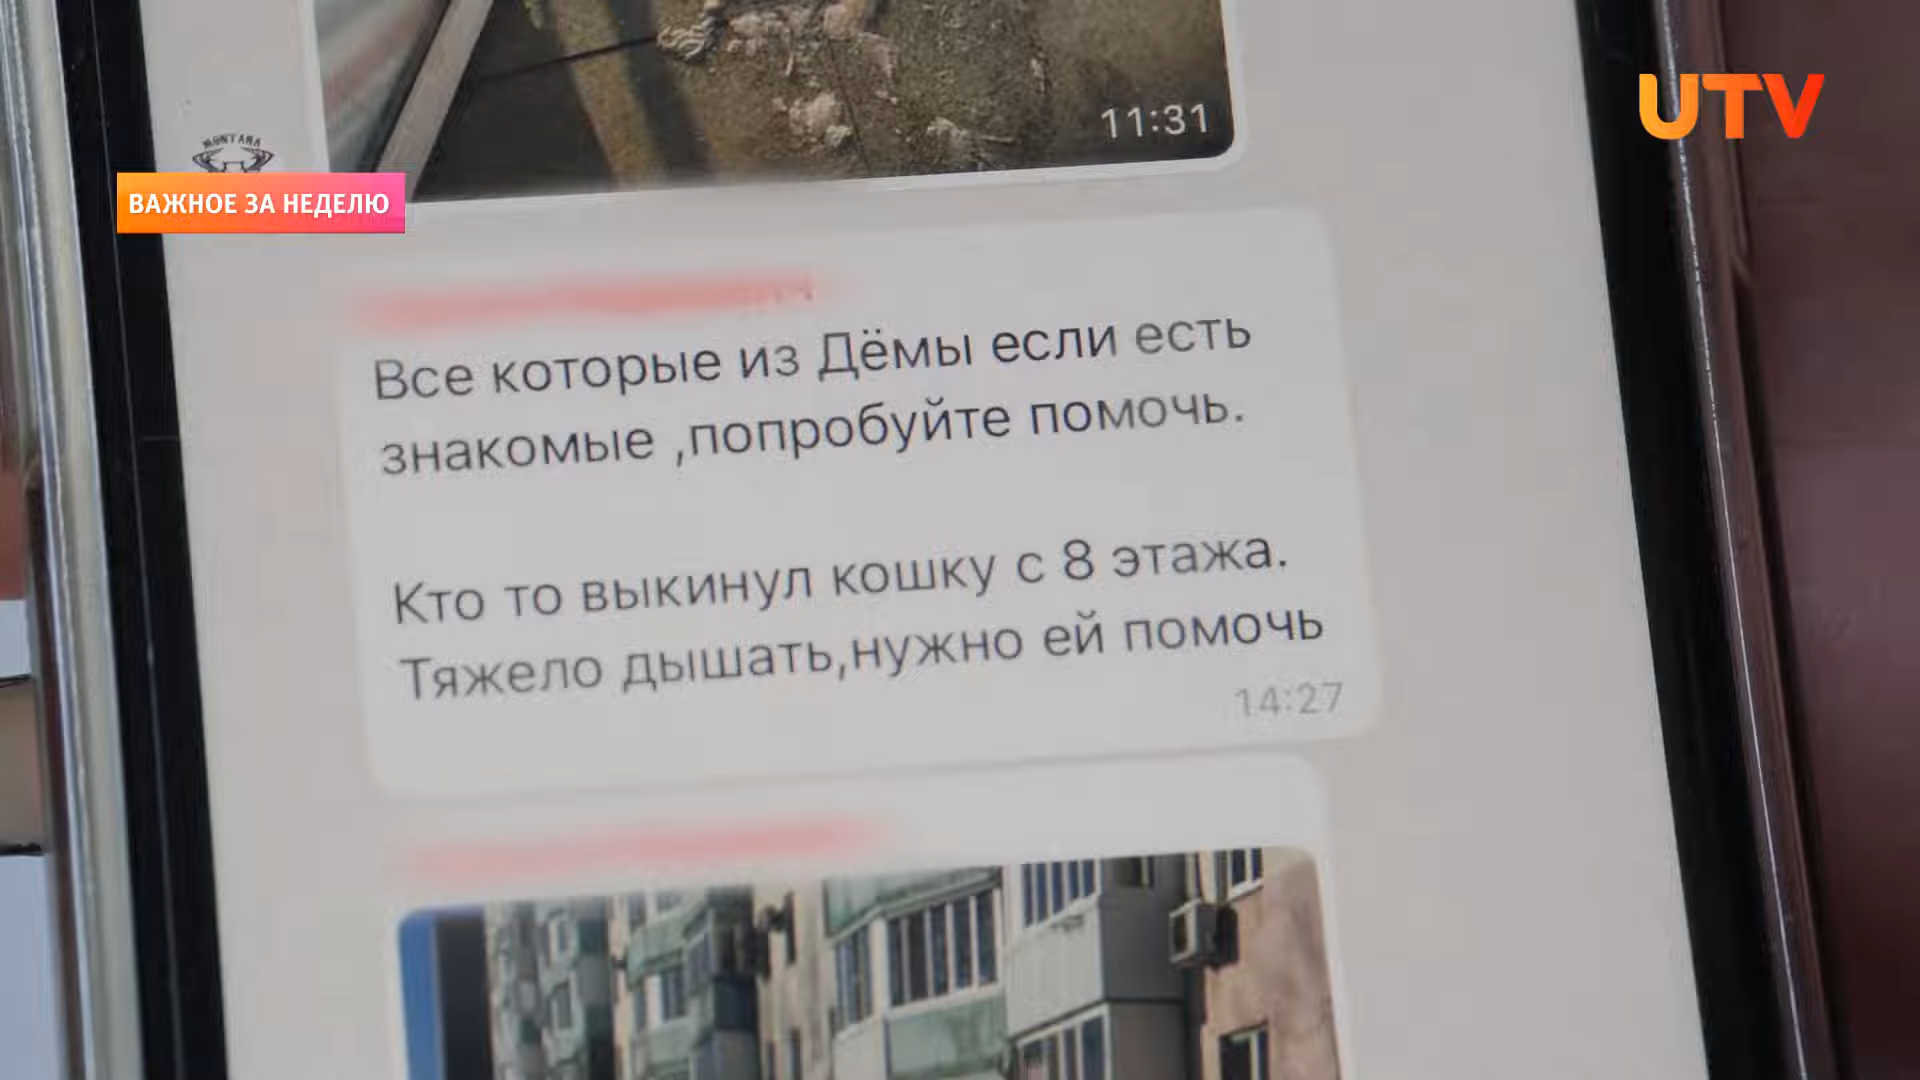 UTV
11:31
MONTANA
ВАЖНОЕ ЗА НЕДЕЛЮ
Все которые из Дёмы если есть
знакомые ,попробуйте помочь.
Кто то выкинул кошку с 8 этажа.
Тяжело дышать,нужно ей помочь
14:27